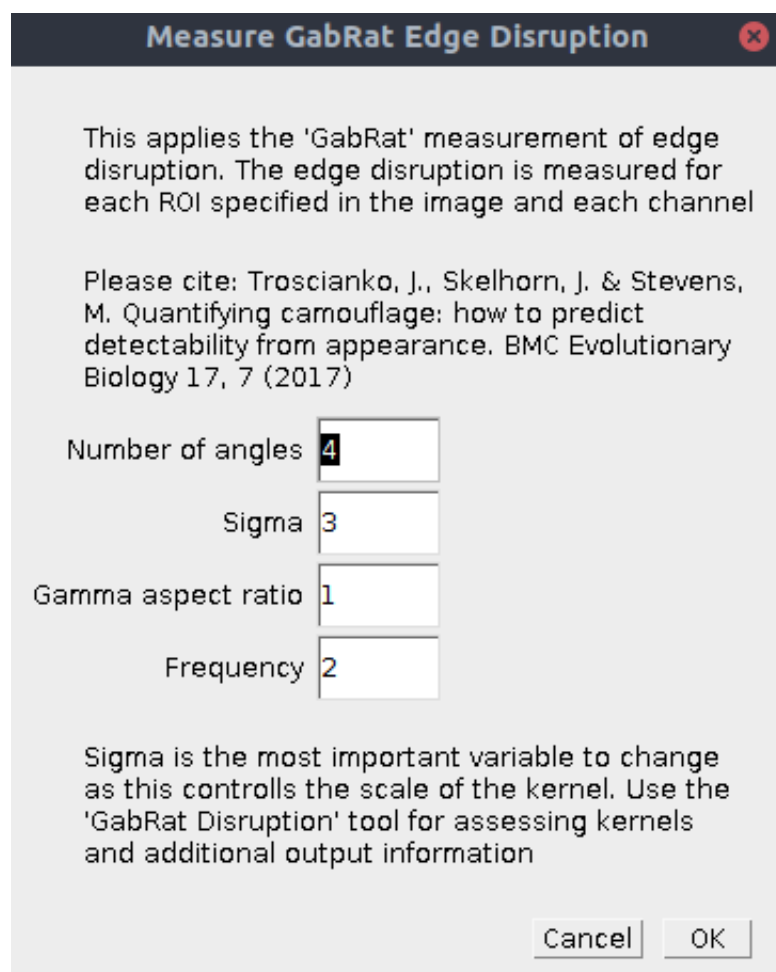 Measure GabRat Edge Disruption
This applies the 'GabRat' measurement of edge
disruption. The edge disruption is measured for
each ROI specified in the image and each channel
Please cite: Troscianko, J., Skelhorn, J. & Stevens,
M. Quantifying camouflage: how to predict
detectability from appearance. BMC Evolutionary
Biology 17, 7 (2017)
Number of angles 4
Sigma 3
Gamma aspect ratio 1
Frequency 2
Sigma is the most important variable to change
as this controlls the scale of the kernel. Use the
'GabRat Disruption' tool for assessing kernels
and additional output information
Cancel OK